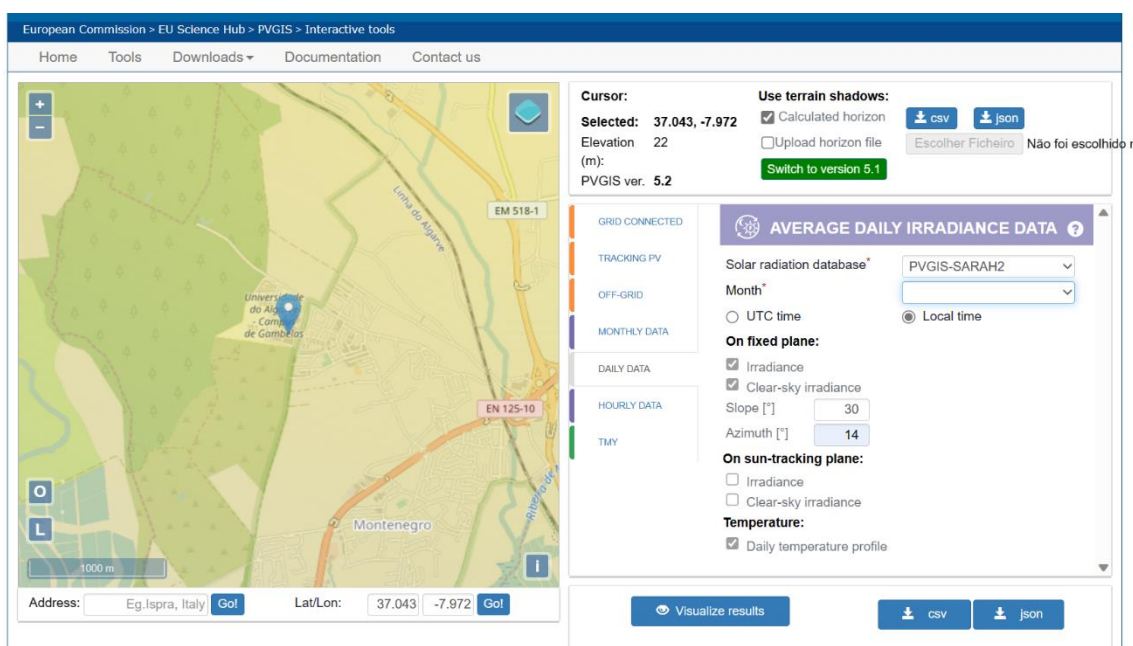 European Commission > EU Science Hub > PVGIS > Interactive tools
Home Tools Downloads Documentation Contact us
+
−
EM 518-1
Linha do Algarve
Universidade
do Algarve
- Campus
de Gambelas
EN 125-10
Montenegro
Ribeira de
O
L
i
1000 m
Address: Eg.Ispra, Italy Go! Lat/Lon: 37.043 -7.972 Go!
Cursor:
Selected: 37.043, -7.972
Elevation 22
(m):
PVGIS ver. 5.2
Use terrain shadows:
Calculated horizon csv json
Upload horizon file Escolher Ficheiro Não foi escolhido
Switch to version 5.1
GRID CONNECTED
TRACKING PV
OFF-GRID
MONTHLY DATA
DAILY DATA
HOURLY DATA
TMY
AVERAGE DAILY IRRADIANCE DATA ?
Solar radiation database* PVGIS-SARAH2
Month*
UTC time Local time
On fixed plane:
Irradiance
Clear-sky irradiance
Slope [°] 30
Azimuth [°] 14
On sun-tracking plane:
Irradiance
Clear-sky irradiance
Temperature:
Daily temperature profile
Visualize results csv json